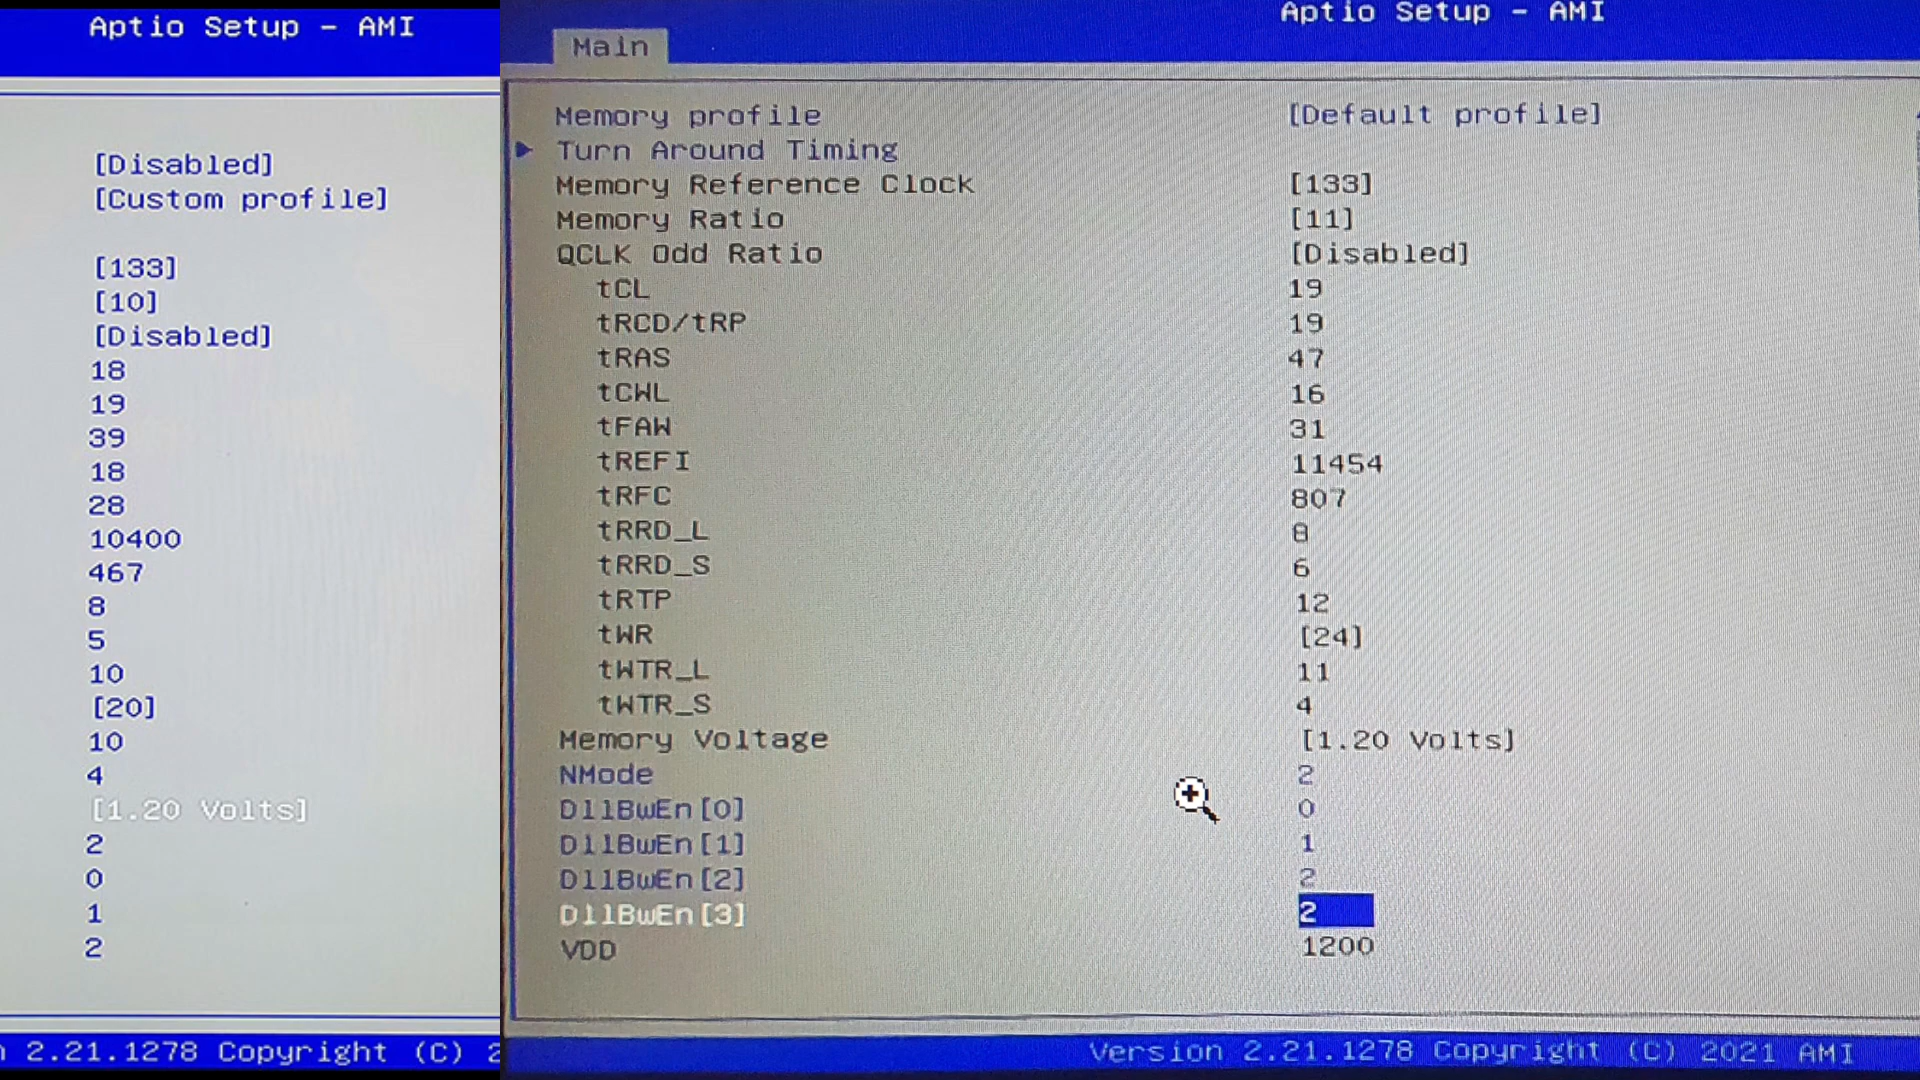 Aptio Setup - AMI
[Disabled]
[Custom profile]
[133]
[10]
[Disabled]
18
19
39
18
28
10400
467
8
5
10
[20]
10
4
[1.20 Volts]
2
0
1
2
2.21.1278 Copyright (C) 2
Aptio Setup - AMI
Main
Memory profile [Default profile]
Turn Around Timing
Memory Reference Clock [133]
Memory Ratio [11]
QCLK Odd Ratio [Disabled]
tCL 19
tRCD/tRP 19
tRAS 47
tCWL 16
tFAW 31
tREFI 11454
tRFC 807
tRRD_L 8
tRRD_S 6
tRTP 12
tWR [24]
tWTR_L 11
tWTR_S 4
Memory Voltage [1.20 Volts]
NMode 2
DllBwEn[0] 0
DllBwEn[1] 1
DllBwEn[2] 2
DllBwEn[3] 2
VDD 1200
Version 2.21.1278 Copyright (C) 2021 AMI